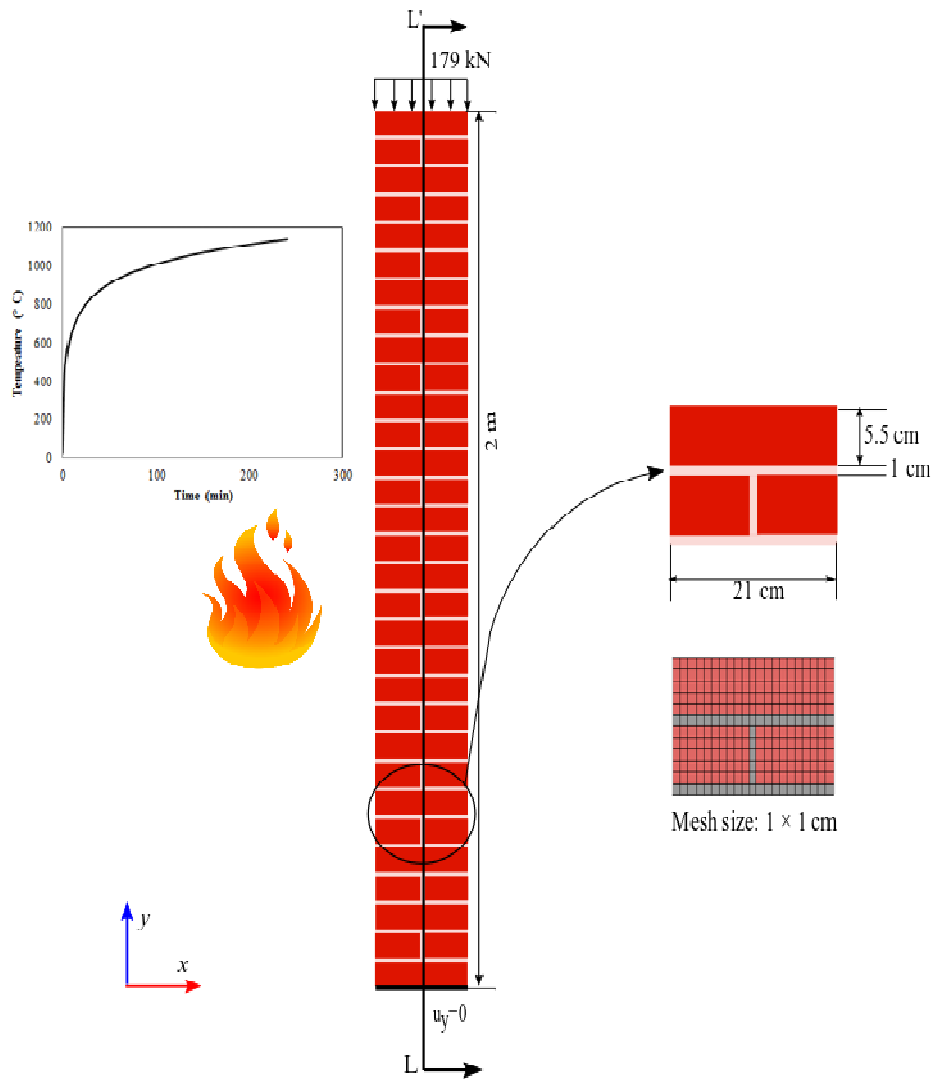 L'
179 kN
1200
1000
800
600
400
200
0
0
100
200
300
Tempeature (° C)
Time (min)
2 m
5.5 cm
1 cm
21 cm
Mesh size: 1 × 1 cm
y
x
uy=0
L